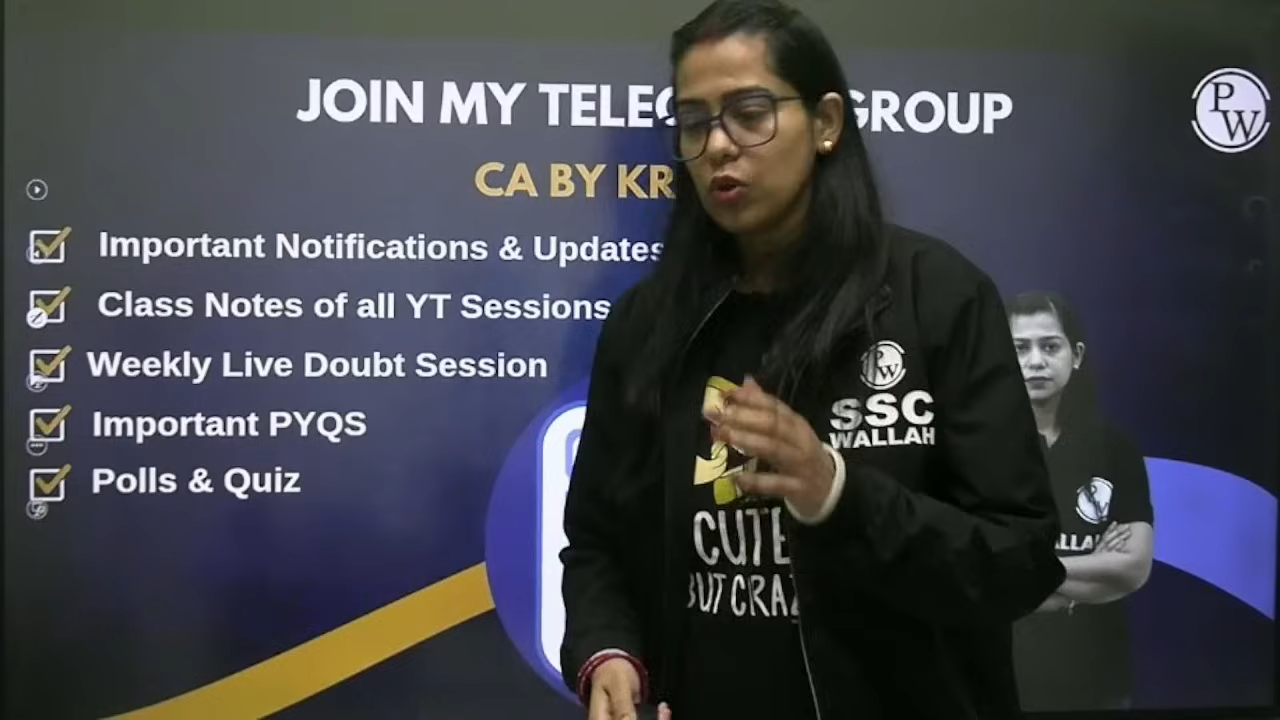 JOIN MY TELEG GROUP
PW
CA BY KR
Important Notifications & Updates
Class Notes of all YT Sessions
Weekly Live Doubt Session
Important PYQS
Polls & Quiz
PW
SSC
WALLAH
CUTE
BUT CRAZ
ALLAH